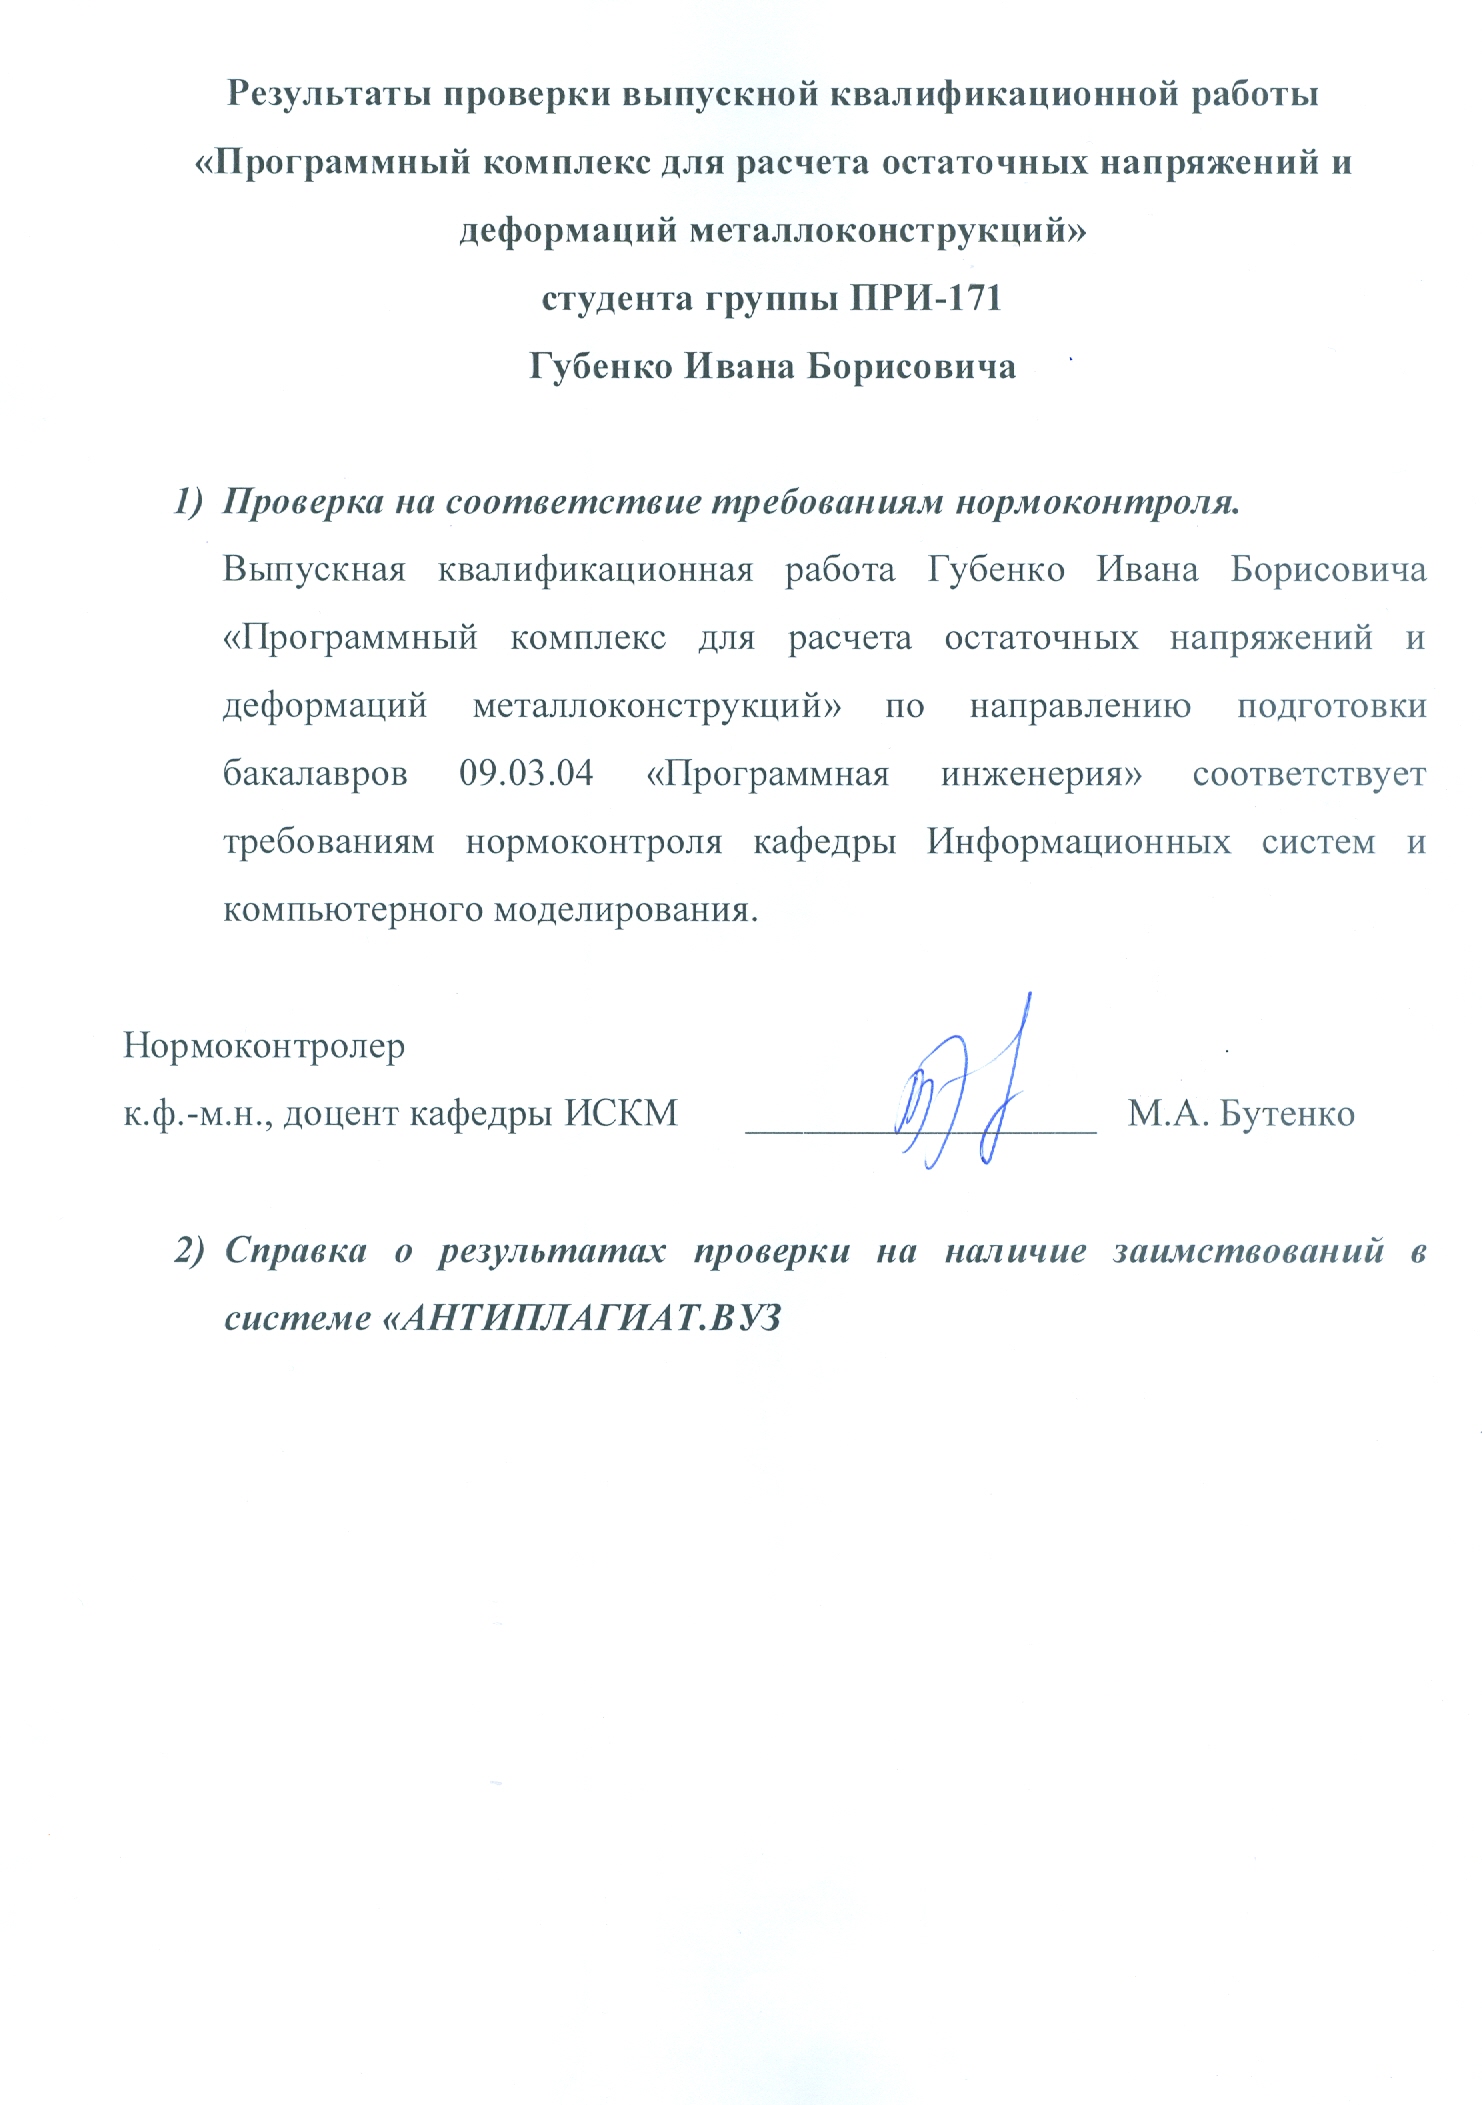 Результаты проверки выпускной квалификационной работы
«Программный комплекс для расчета остаточных напряжений и
деформаций металлоконструкций»
студента группы ПРИ-171
Губенко Ивана Борисовича
1) Проверка на соответствие требованиям нормоконтроля.
Выпускная квалификационная работа Губенко Ивана Борисовича
«Программный комплекс для расчета остаточных напряжений и
деформаций металлоконструкций» по направлению подготовки
бакалавров 09.03.04 «Программная инженерия» соответствует
требованиям нормоконтроля кафедры Информационных систем и
компьютерного моделирования.
Нормоконтролер
к.ф.-м.н., доцент кафедры ИСКМ М.А. Бутенко
2) Справка о результатах проверки на наличие заимствований в
системе «АНТИПЛАГИАТ.ВУЗ